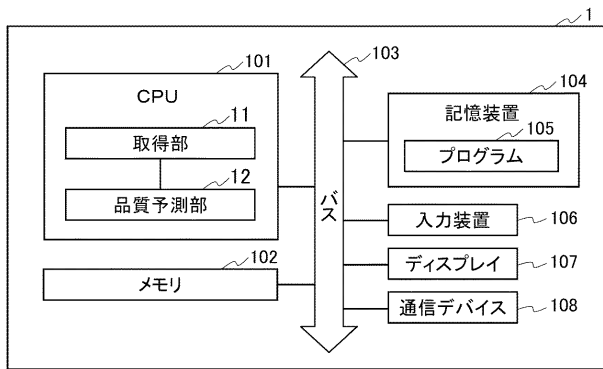 1
101
CPU
11
取得部
12
品質予測部
102
メモリ
103
バス
104
記憶装置
105
プログラム
入力装置
106
ディスプレイ
107
通信デバイス
108